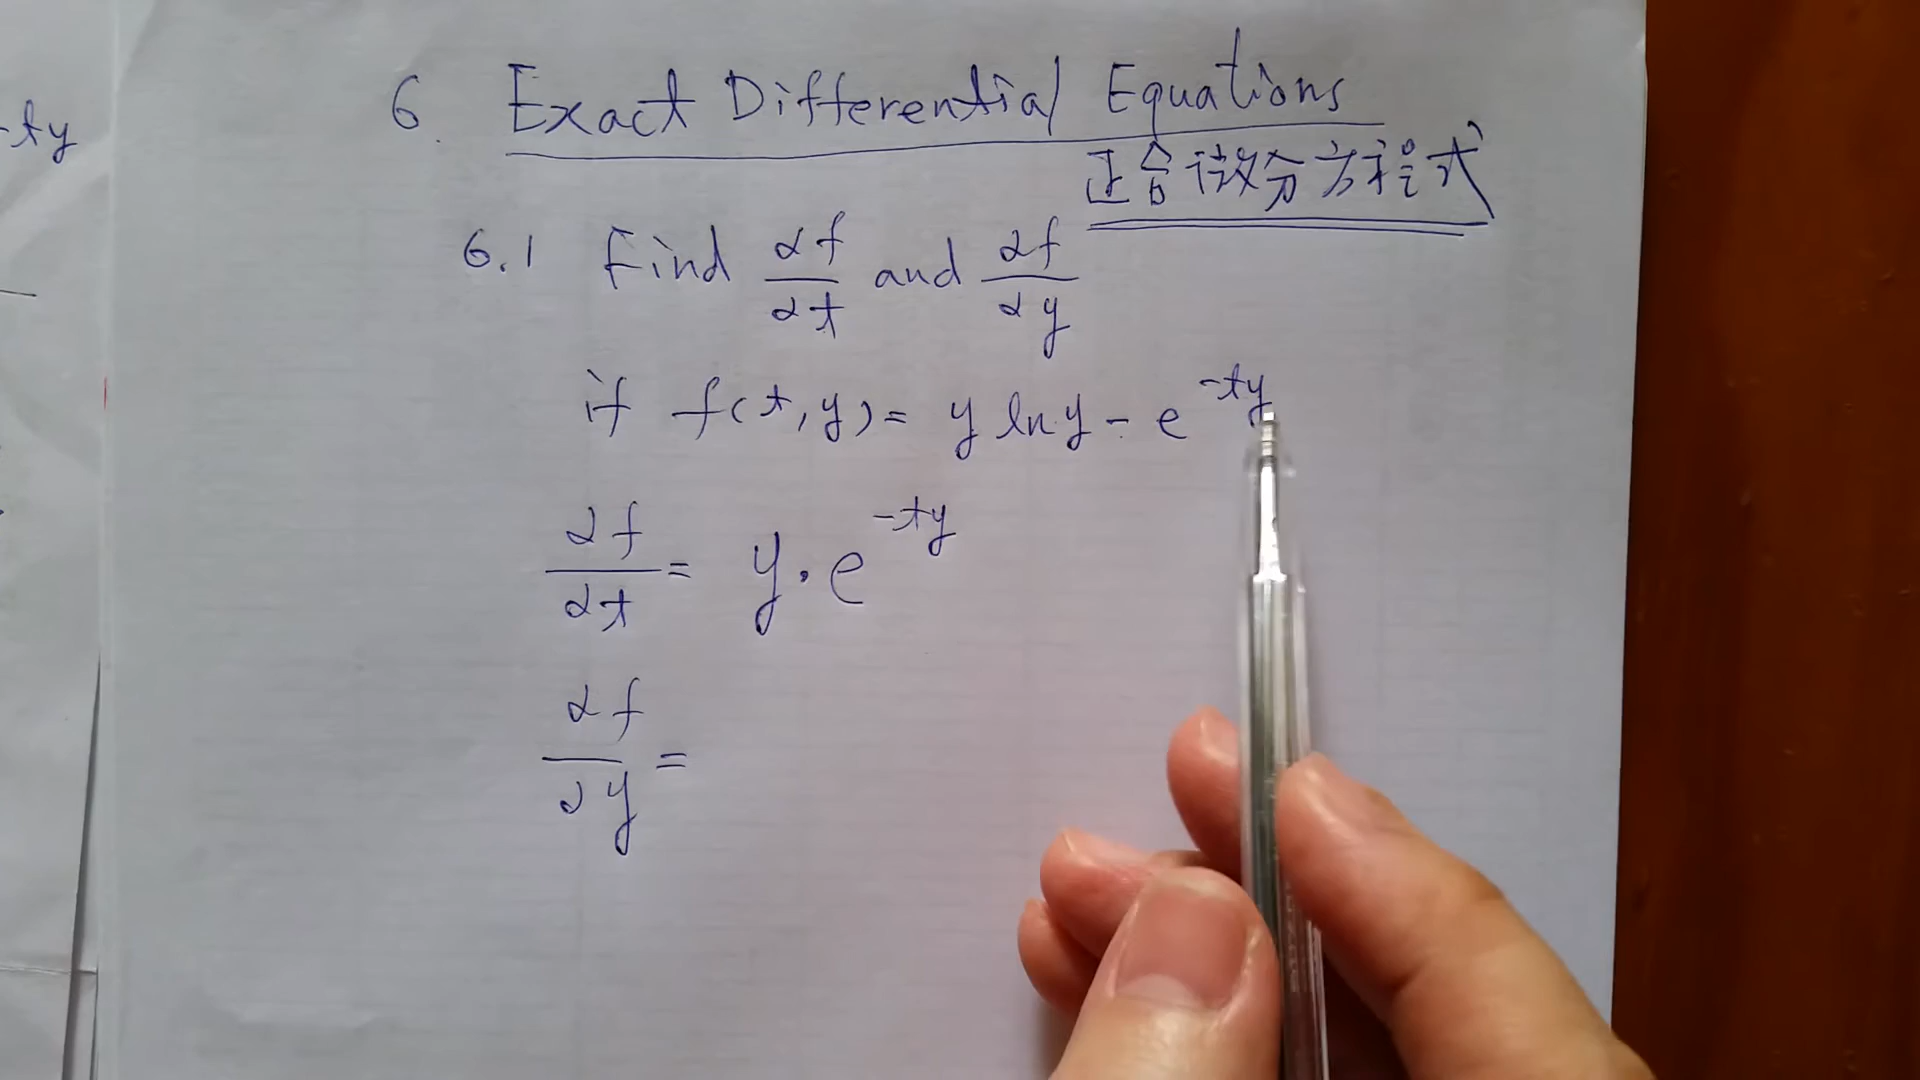 -ty
6. Exact Differential Equations
正合微分方程式
6.1 Find ∂f/∂t and ∂f/∂y
if f(t,y)= y ln y - e^-ty
∂f/∂t = y · e^-ty
∂f/∂y =